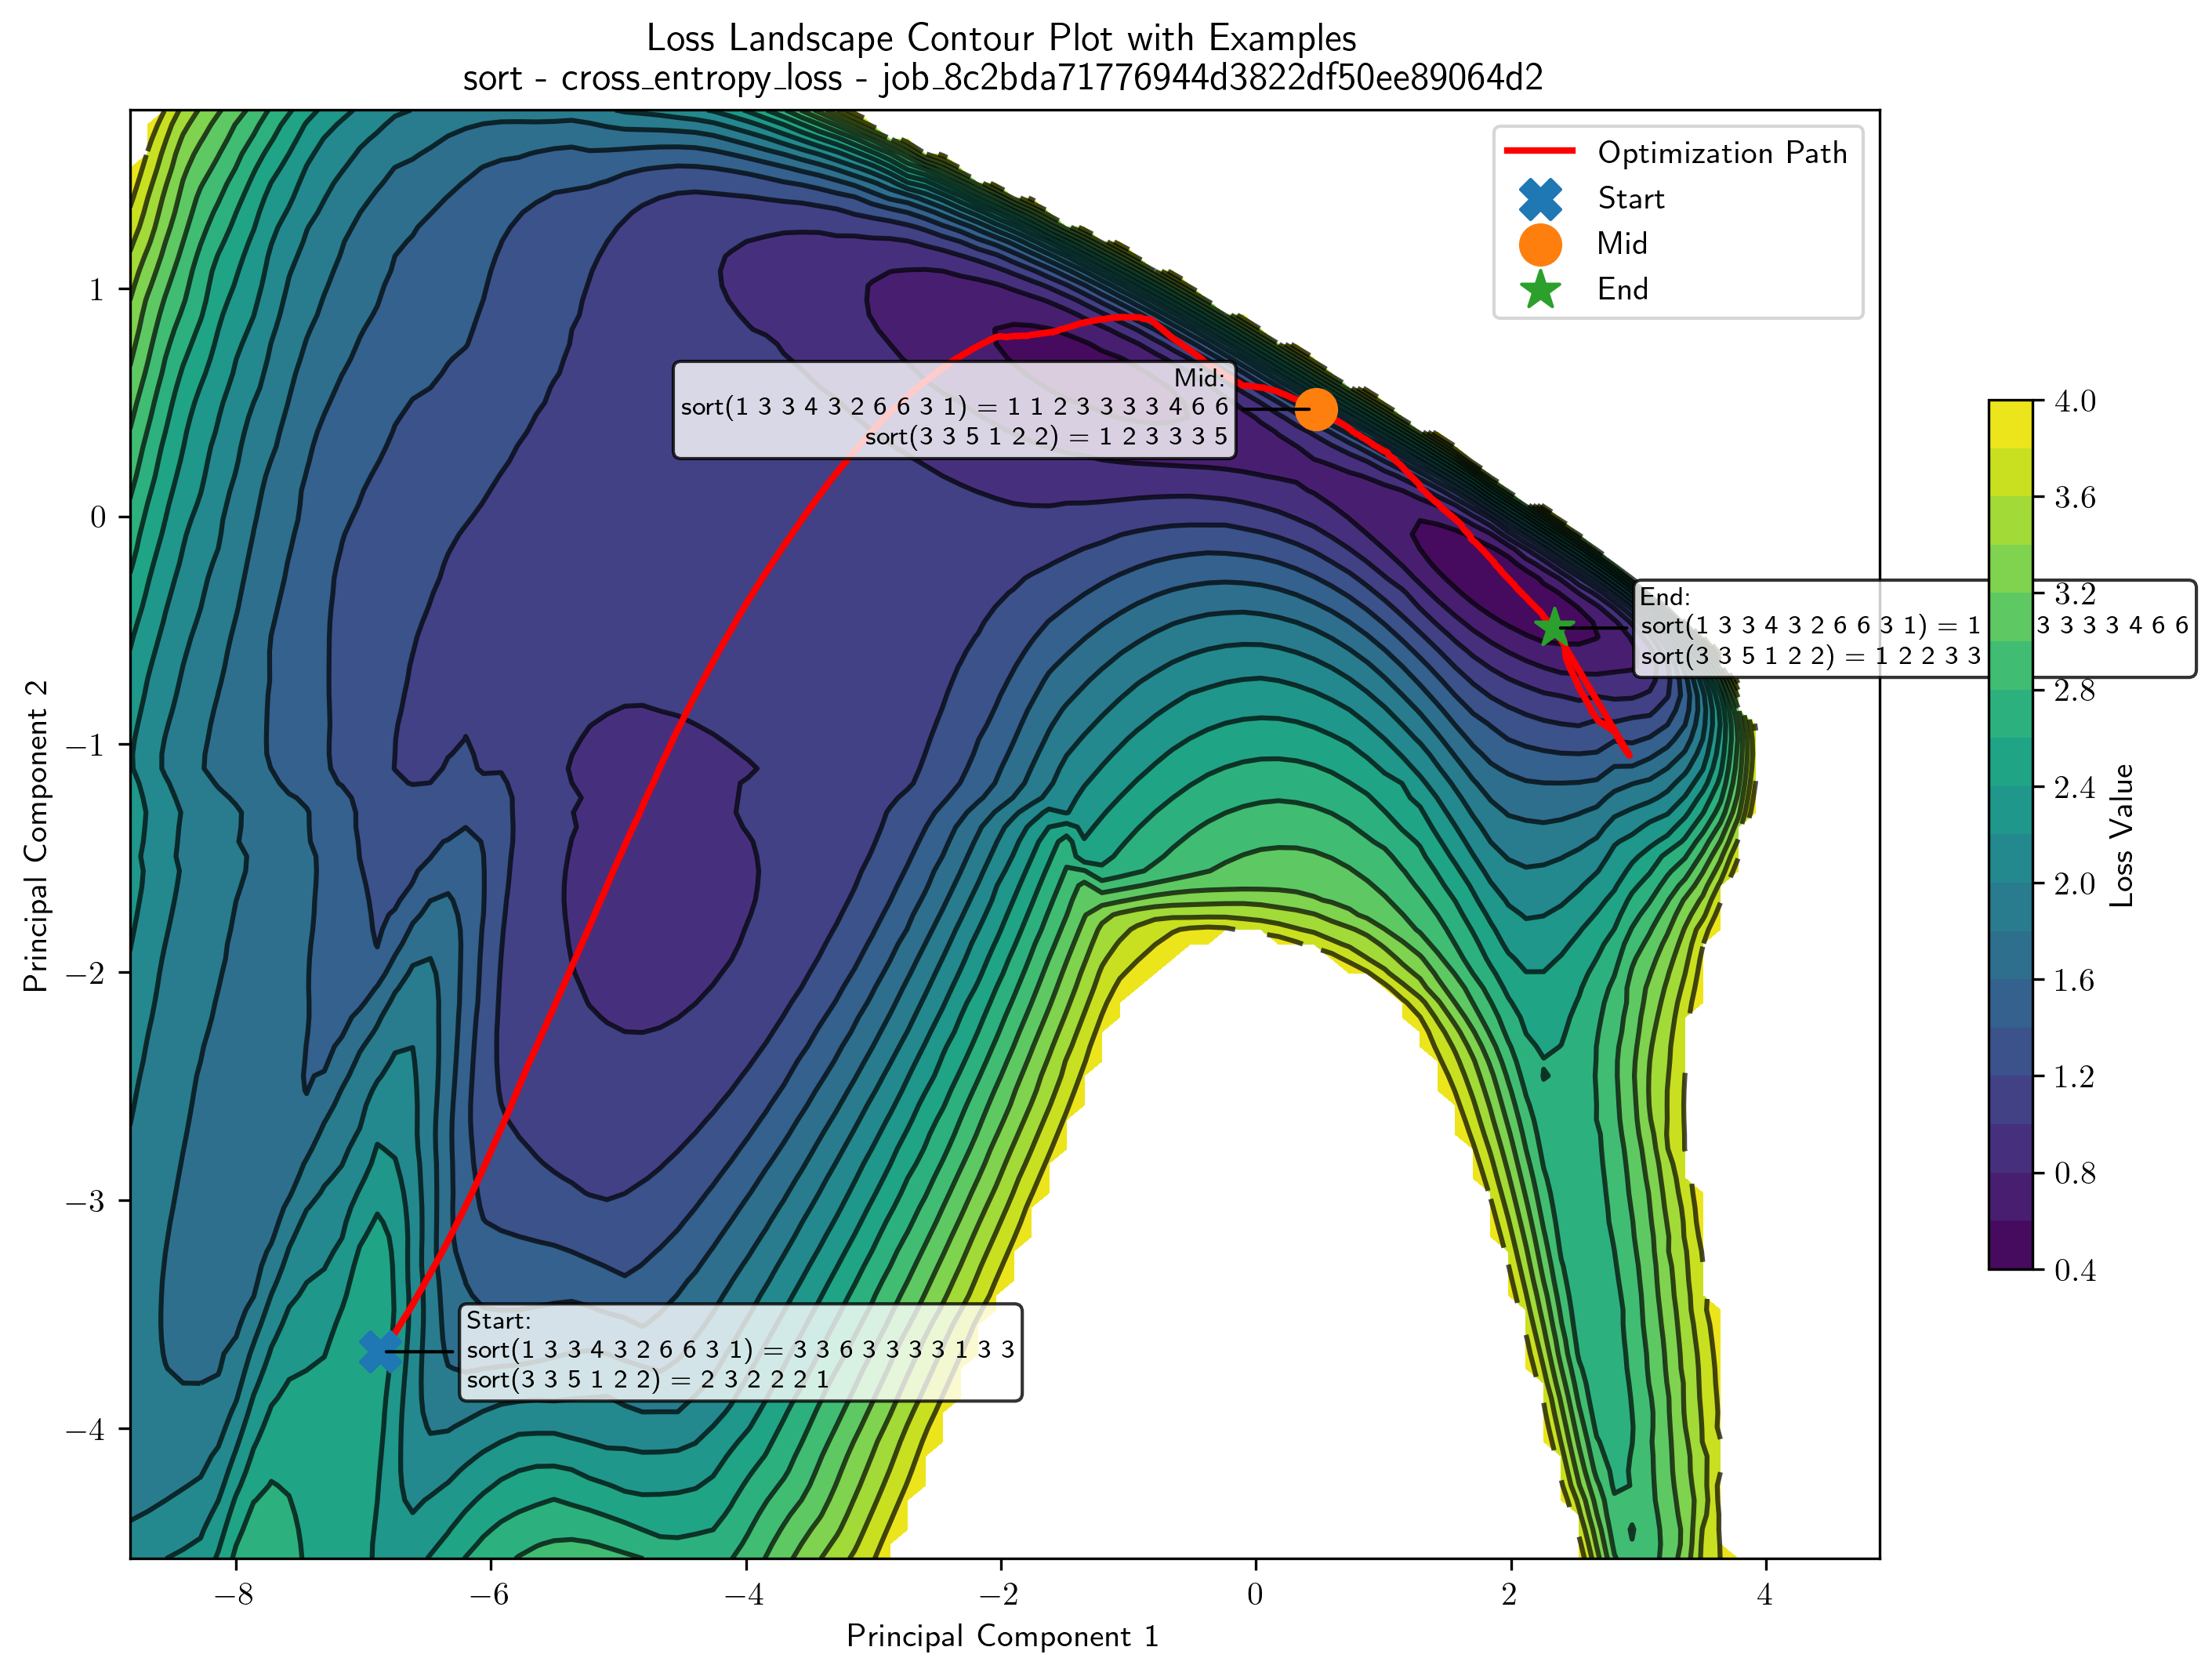 Loss Landscape Contour Plot with Examples
sort - cross_entropy_loss - job_8c2bda71776944d3822df50ee89064d2
Optimization Path
Start
Mid
End
Mid:
sort(1 3 3 4 3 2 6 6 3 1) = 1 1 2 3 3 3 3 4 6 6
sort(3 3 5 1 2 2) = 1 2 3 3 3 5
End:
sort(1 3 3 4 3 2 6 6 3 1) = 1 3 3 3 3 4 6 6
sort(3 3 5 1 2 2) = 1 2 2 3 3
Start:
sort(1 3 3 4 3 2 6 6 3 1) = 3 3 6 3 3 3 3 1 3 3
sort(3 3 5 1 2 2) = 2 3 2 2 2 1
1
0
−1
−2
−3
−4
Principal Component 2
−8
−6
−4
−2
0
2
4
Principal Component 1
4.0
3.6
3.2
2.8
2.4
2.0
1.6
1.2
0.8
0.4
Loss Value